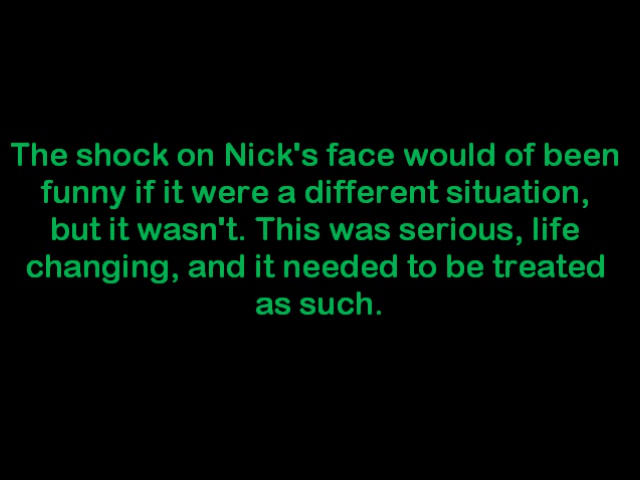 The shock on Nick's face would of been
funny if it were a different situation,
but it wasn't. This was serious, life
changing, and it needed to be treated
as such.